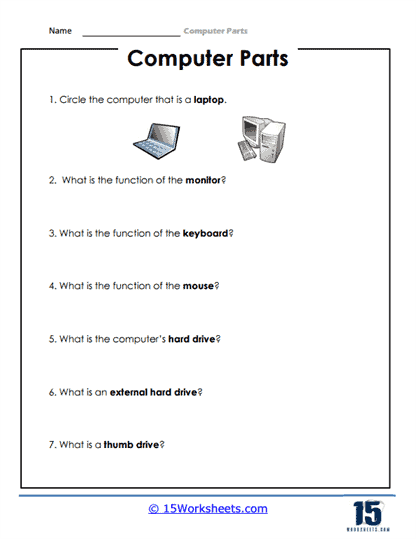 Name ________________ Computer Parts
Computer Parts
1. Circle the computer that is a laptop.
2. What is the function of the monitor?
3. What is the function of the keyboard?
4. What is the function of the mouse?
5. What is the computer's hard drive?
6. What is an external hard drive?
7. What is a thumb drive?
© 15Worksheets.com
15
WORKSHEETS.COM